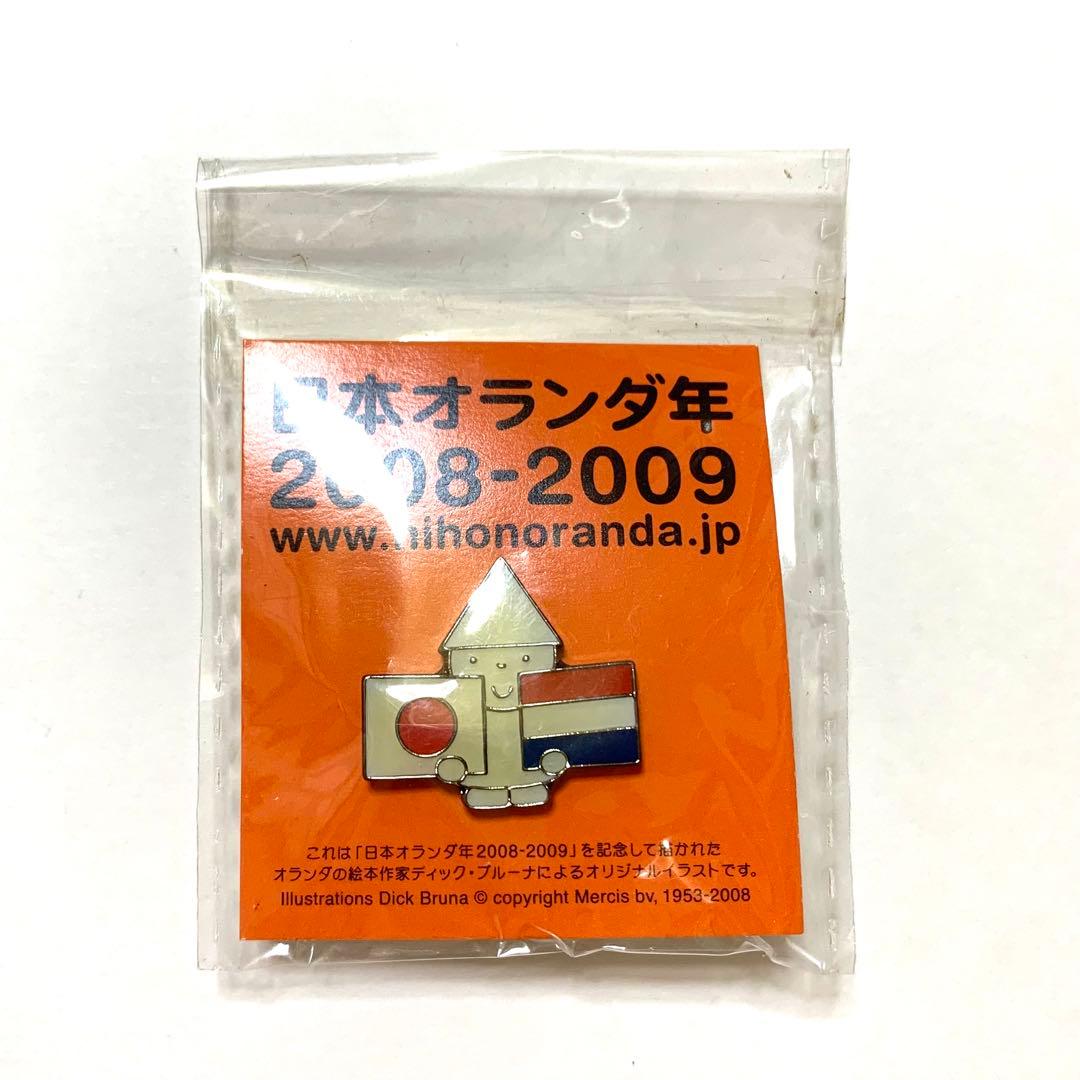 日本オランダ年
2008-2009
www.nihonoranda.jp
これは「日本オランダ年2008-2009」を記念して描かれた
オランダの絵本作家ディック・ブルーナによるオリジナルイラストです。
Illustrations Dick Bruna © copyright Mercis bv, 1953-2008